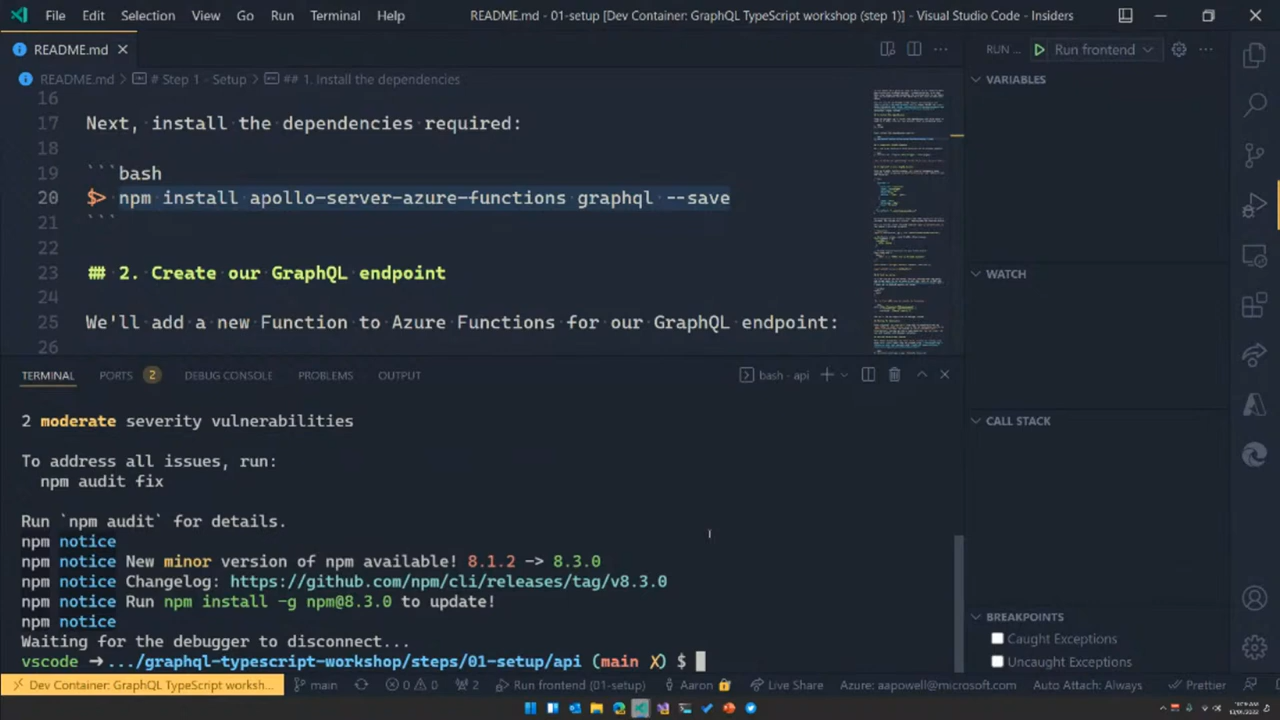 File Edit Selection View Go Run Terminal Help README.md - 01-setup [Dev Container: GraphQL TypeScript workshop (step 1)] - Visual Studio Code - Insiders
README.md
RUN ... Run frontend
README.md > # Step 1 - Setup > ## 1. Install the dependencies
VARIABLES
16
17 Next, install the dependencies required:
18
19 ```bash
20 $> npm install apollo-server-azure-functions graphql --save
21 ```
22
23 ## 2. Create our GraphQL endpoint
WATCH
24
25 We'll add a new Function to Azure Functions for our GraphQL endpoint:
26
TERMINAL PORTS 2 DEBUG CONSOLE PROBLEMS OUTPUT
bash - api
2 moderate severity vulnerabilities
CALL STACK
To address all issues, run:
npm audit fix
Run `npm audit` for details.
npm notice
npm notice New minor version of npm available! 8.1.2 -> 8.3.0
npm notice Changelog: https://github.com/npm/cli/releases/tag/v8.3.0
npm notice Run npm install -g npm@8.3.0 to update!
npm notice
BREAKPOINTS
Waiting for the debugger to disconnect...
Caught Exceptions
vscode ➜ .../graphql-typescript-workshop/steps/01-setup/api (main X) $
Uncaught Exceptions
Dev Container: GraphQL TypeScript worksh... main 0 0 2 Run frontend (01-setup) Aaron Live Share Azure: aapowell@microsoft.com Auto Attach: Always Prettier